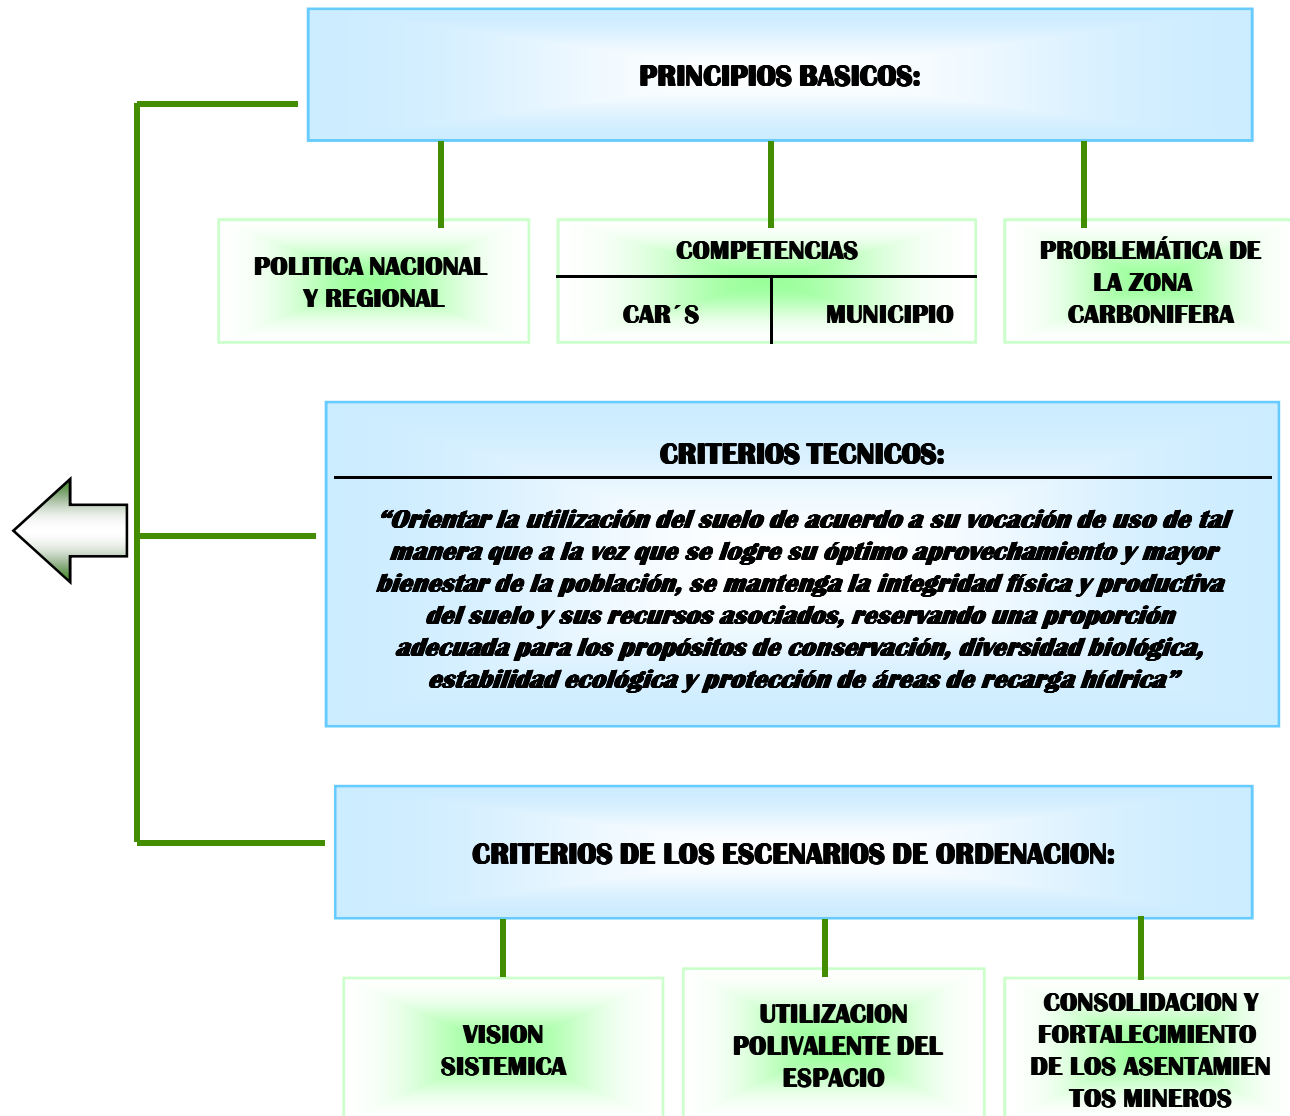 PRINCIPIOS BASICOS:
POLITICA NACIONAL
Y REGIONAL
COMPETENCIAS
CAR´S
MUNICIPIO
PROBLEMÁTICA DE
LA ZONA
CARBONIFERA
CRITERIOS TECNICOS:
“Orientar la utilización del suelo de acuerdo a su vocación de uso de tal
manera que a la vez que se logre su óptimo aprovechamiento y mayor
bienestar de la población, se mantenga la integridad física y productiva
del suelo y sus recursos asociados, reservando una proporción
adecuada para los propósitos de conservación, diversidad biológica,
estabilidad ecológica y protección de áreas de recarga hídrica”
CRITERIOS DE LOS ESCENARIOS DE ORDENACION:
VISION
SISTEMICA
UTILIZACION
POLIVALENTE DEL
ESPACIO
CONSOLIDACION Y
FORTALECIMIENTO
DE LOS ASENTAMIEN
TOS MINEROS